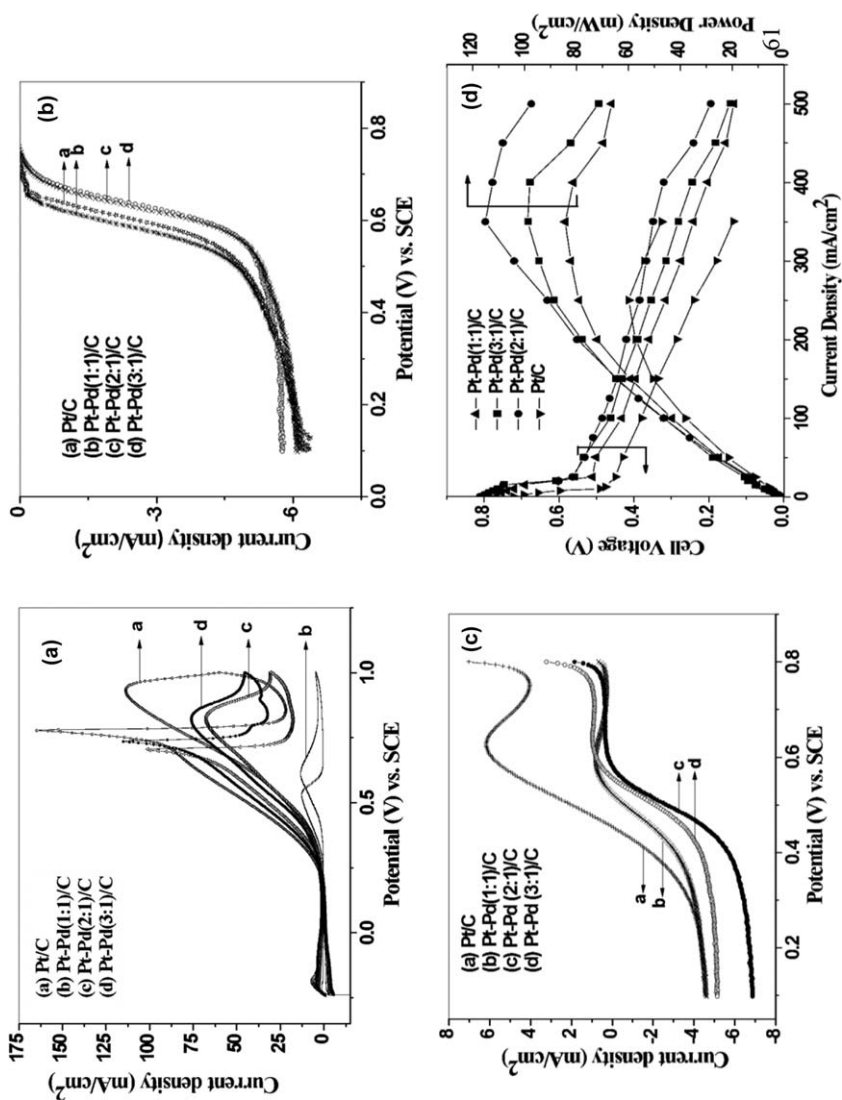 (a)
(a) Pt/C
(b) Pt-Pd(1:1)/C
(c) Pt-Pd(2:1)/C
(d) Pt-Pd(3:1)/C
a
d
c
b
175
150
125
100
75
50
25
0
Current density (mA/cm²)
0.0
0.5
1.0
Potential (V) vs. SCE
(b)
(a) Pt/C
(b) Pt-Pd(1:1)/C
(c) Pt-Pd(2:1)/C
(d) Pt-Pd(3:1)/C
a
b
c
d
0
-3
-6
Current density (mA/cm²)
0.0
0.2
0.4
0.6
0.8
Potential (V) vs. SCE
(c)
(a) Pt/C
(b) Pt-Pd(1:1)/C
(c) Pt-Pd (2:1)/C
(d) Pt-Pd (3:1)/C
a
b
c
d
8
6
4
2
0
-2
-4
-6
-8
Current density (mA/cm²)
0.2
0.4
0.6
0.8
Potential (V) vs. SCE
(d)
Pt-Pd(1:1)/C
Pt-Pd(3:1)/C
Pt-Pd(2:1)/C
Pt/C
0.8
0.6
0.4
0.2
0.0
Cell Voltage (V)
0
100
200
300
400
500
Current Density (mA/cm²)
120
100
80
60
40
20
0
Power Density (mW/cm²)
61